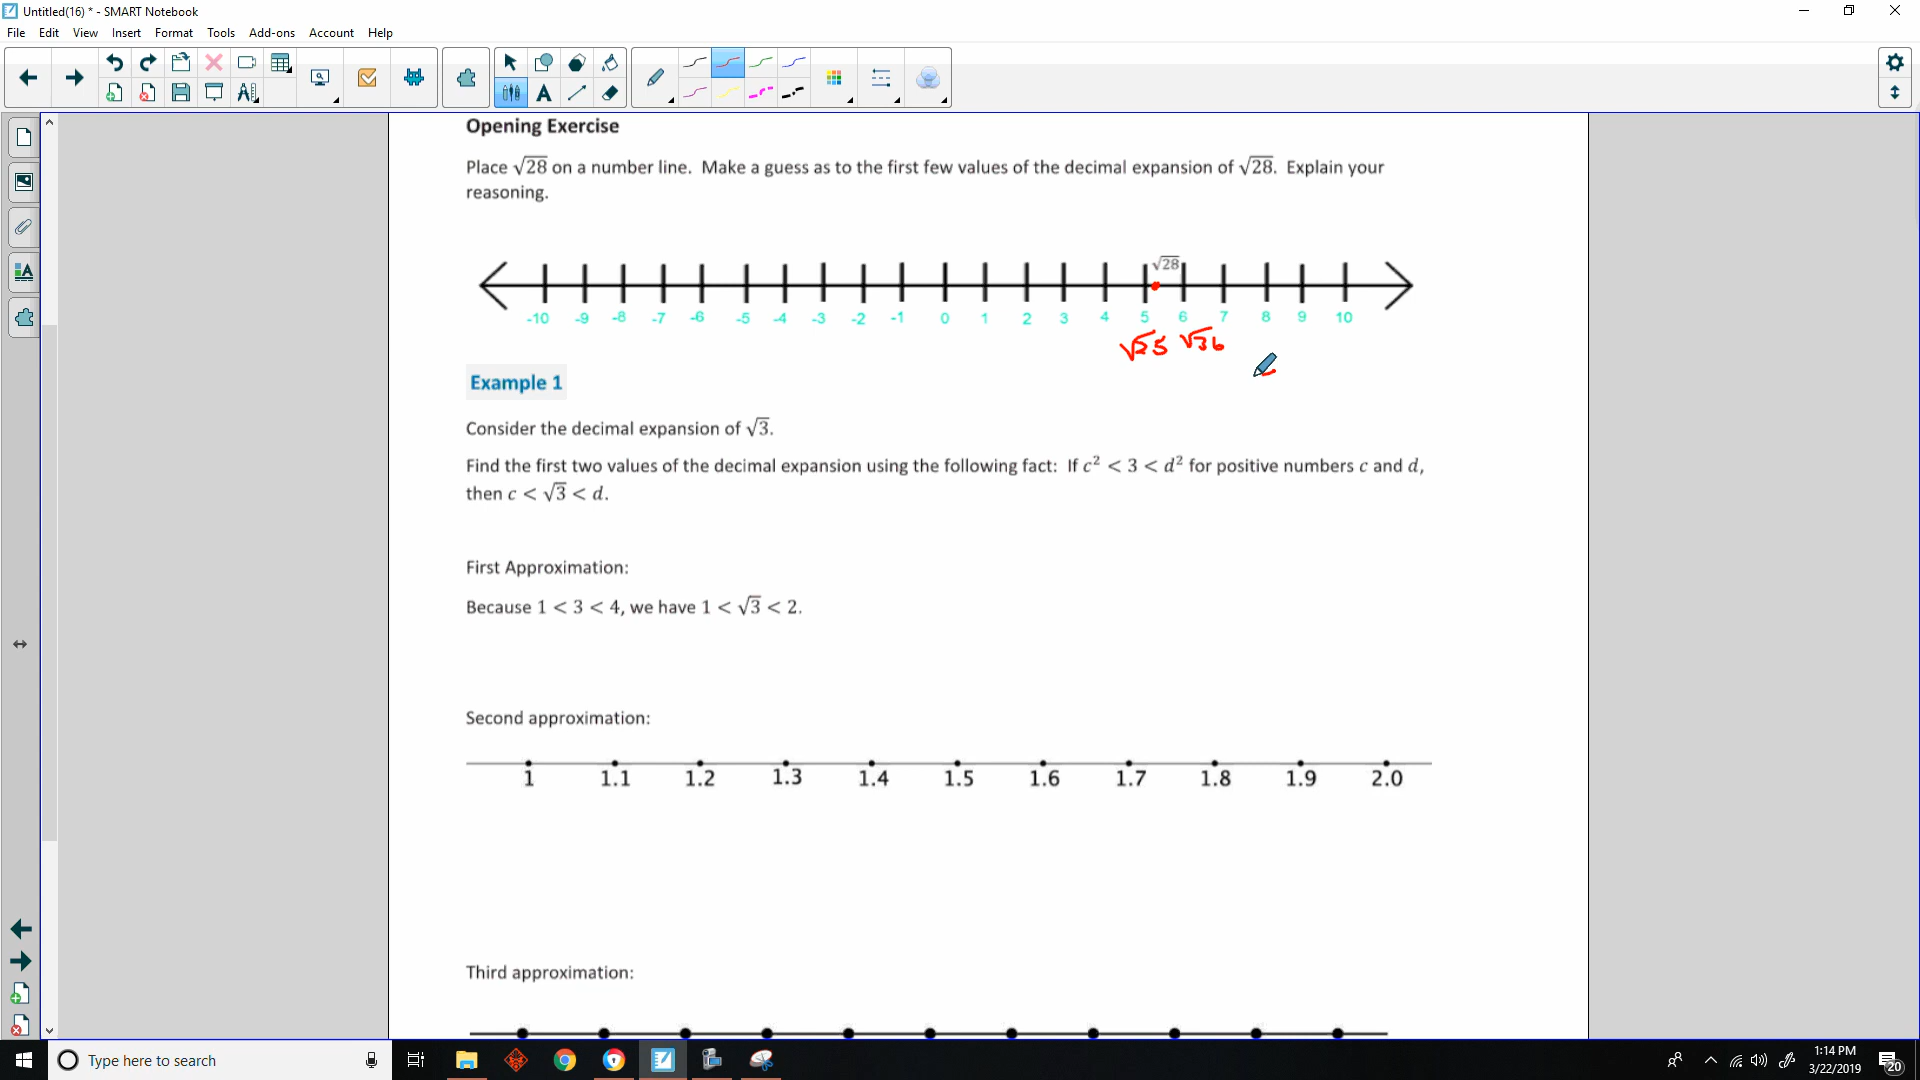 Untitled(16) * - SMART Notebook
File Edit View Insert Format Tools Add-ons Account Help
Opening Exercise
Place √28 on a number line. Make a guess as to the first few values of the decimal expansion of √28. Explain your
reasoning.
√28
-10 -9 -8 -7 -6 -5 -4 -3 -2 -1 0 1 2 3 4 5 6 7 8 9 10
√25 √36
Example 1
Consider the decimal expansion of √3.
Find the first two values of the decimal expansion using the following fact: If c² < 3 < d² for positive numbers c and d,
then c < √3 < d.
First Approximation:
Because 1 < 3 < 4, we have 1 < √3 < 2.
Second approximation:
1 1.1 1.2 1.3 1.4 1.5 1.6 1.7 1.8 1.9 2.0
Third approximation:
Type here to search
1:14 PM
3/22/2019
20